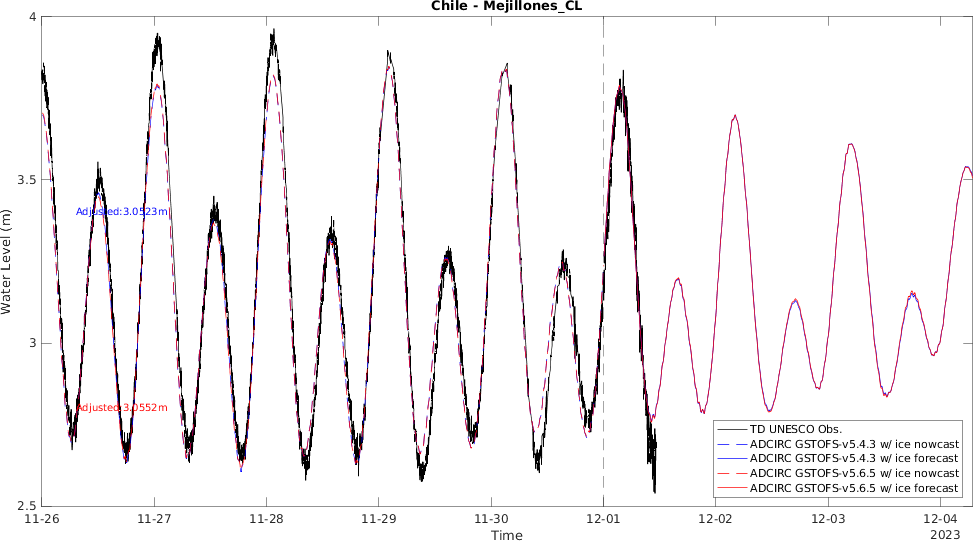 Chile - Mejillones_CL
4
3.5
3
2.5
Water Level (m)
Adjusted:3.0523m
Adjusted:3.0552m
TD UNESCO Obs.
ADCIRC GSTOFS-v5.4.3 w/ ice nowcast
ADCIRC GSTOFS-v5.4.3 w/ ice forecast
ADCIRC GSTOFS-v5.6.5 w/ ice nowcast
ADCIRC GSTOFS-v5.6.5 w/ ice forecast
11-26 11-27 11-28 11-29 11-30 12-01 12-02 12-03 12-04
Time
2023